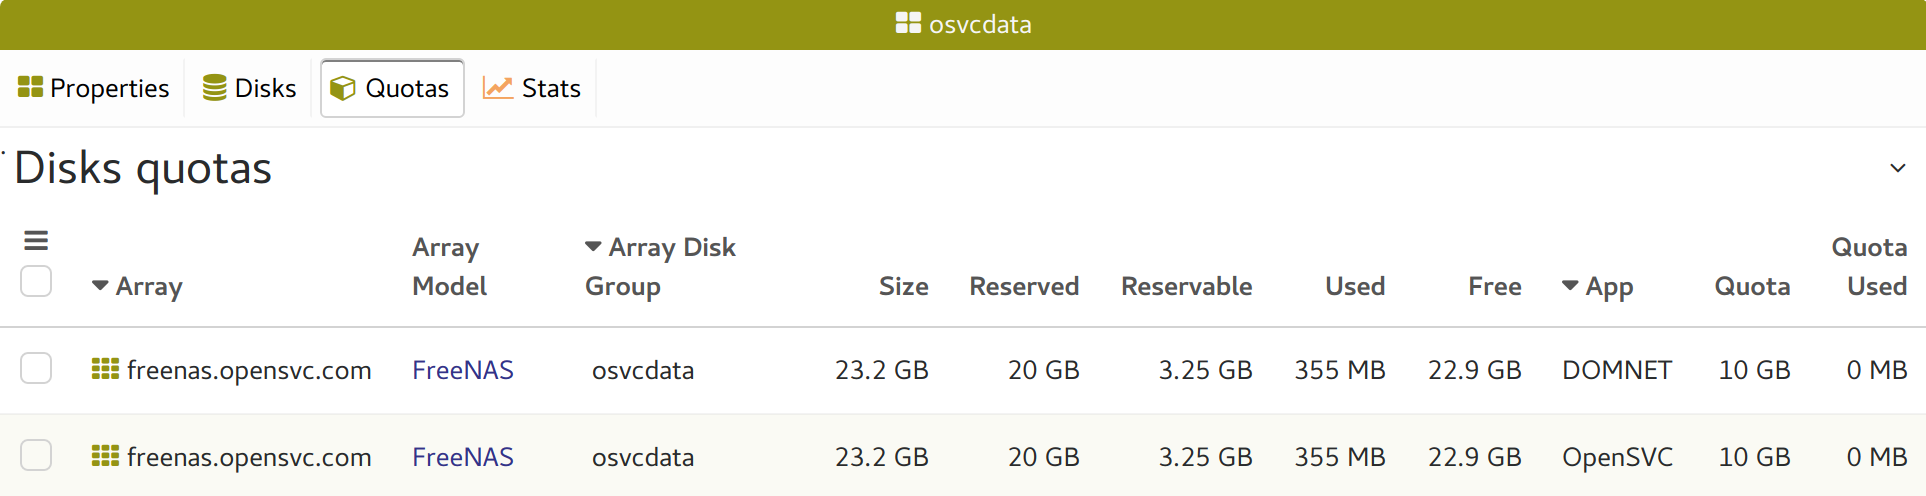 osvcdata
Properties Disks Quotas Stats
Disks quotas
Array Array Model Array Disk Group Size Reserved Reservable Used Free App Quota Quota Used
freenas.opensvc.com FreeNAS osvcdata 23.2 GB 20 GB 3.25 GB 355 MB 22.9 GB DOMNET 10 GB 0 MB
freenas.opensvc.com FreeNAS osvcdata 23.2 GB 20 GB 3.25 GB 355 MB 22.9 GB OpenSVC 10 GB 0 MB